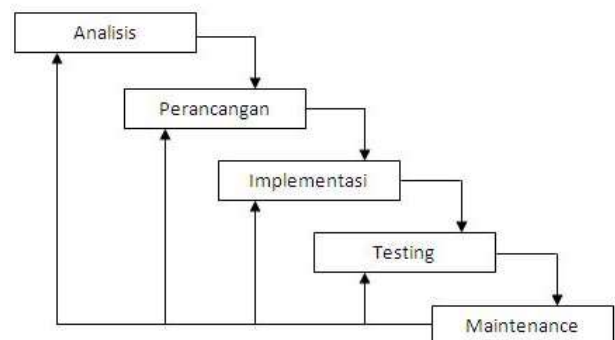 Analisis
Perancangan
Implementasi
Testing
Maintenance